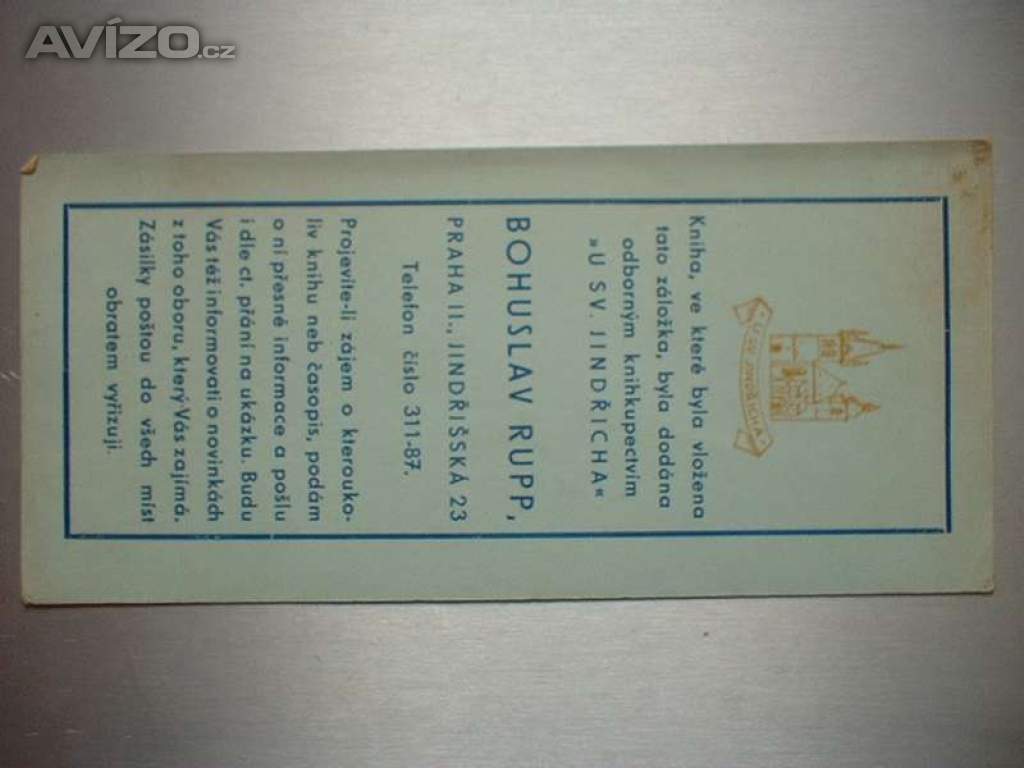 AVÍZO.cz
Kniha, ve které byla vložena
tato záložka, byla dodána
odborným knihkupectvím
»U SV. JINDŘICHA«
BOHUSLAV RUPP,
PRAHA II., JINDŘIŠSKÁ 23
Telefon číslo 311-87.
Projevíte-li zájem o kterouko-
liv knihu neb časopis, podám
o ní přesné informace a pošlu
i dle ct. přání na ukázku. Budu
Vás též informovati o novinkách
z toho oboru, který Vás zajímá.
Zásilky poštou do všech míst
obratem vyřizuji.